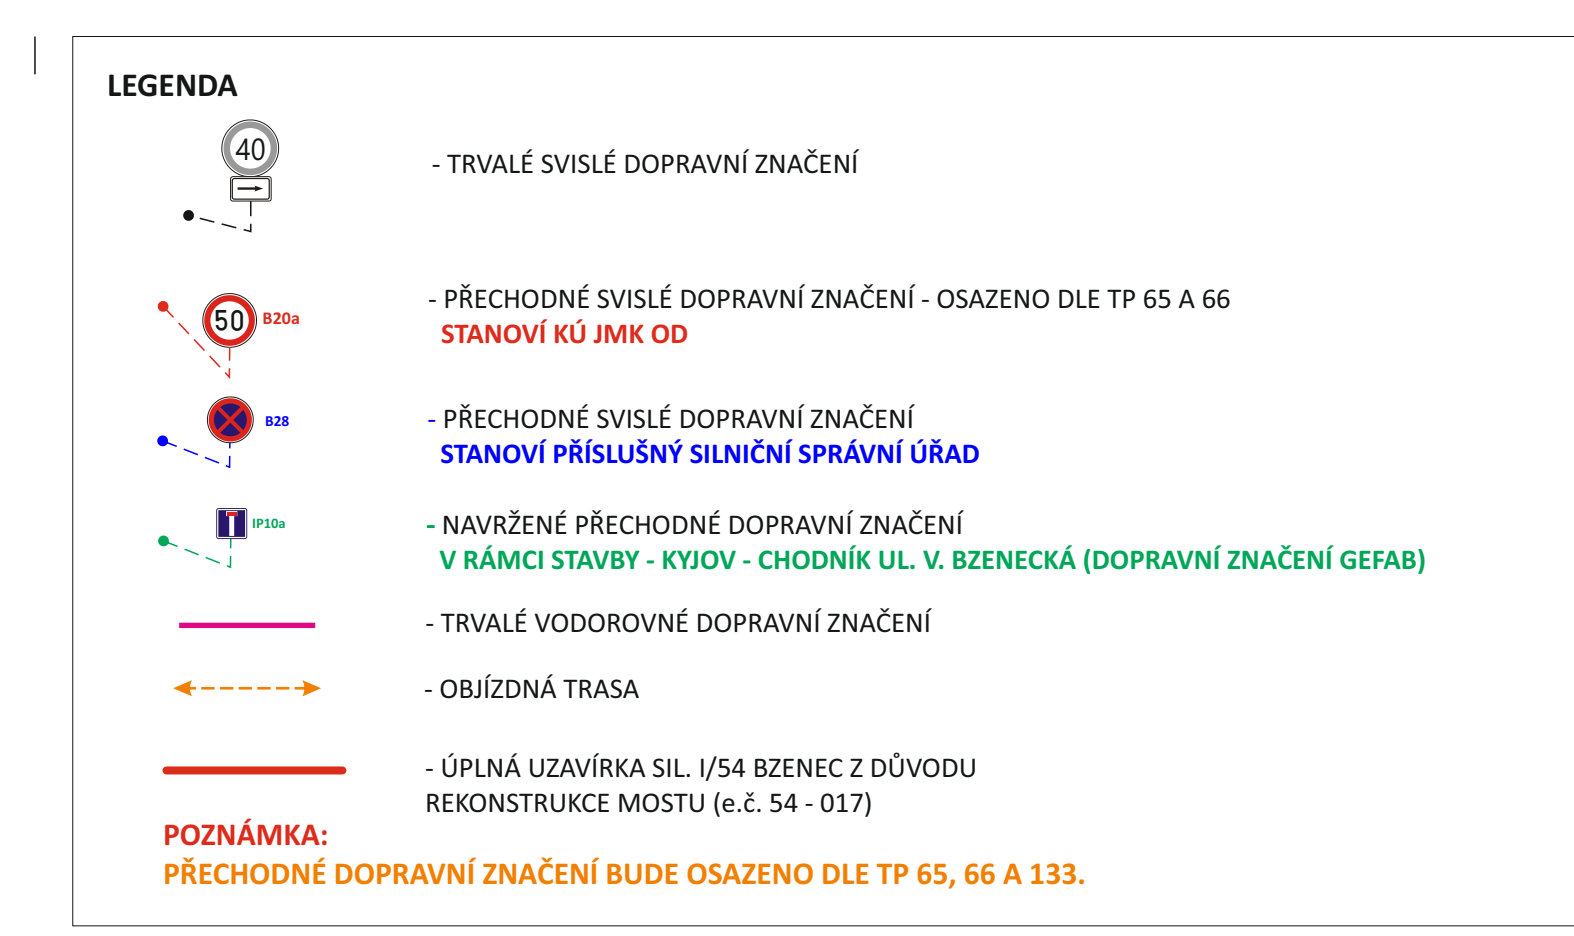 LEGENDA
40
- TRVALÉ SVISLÉ DOPRAVNÍ ZNAČENÍ
50 B20a
- PŘECHODNÉ SVISLÉ DOPRAVNÍ ZNAČENÍ - OSAZENO DLE TP 65 A 66
STANOVÍ KÚ JMK OD
B28
- PŘECHODNÉ SVISLÉ DOPRAVNÍ ZNAČENÍ
STANOVÍ PŘÍSLUŠNÝ SILNIČNÍ SPRÁVNÍ ÚŘAD
IP10a
- NAVRŽENÉ PŘECHODNÉ DOPRAVNÍ ZNAČENÍ
V RÁMCI STAVBY - KYJOV - CHODNÍK UL. V. BZENECKÁ (DOPRAVNÍ ZNAČENÍ GEFAB)
- TRVALÉ VODOROVNÉ DOPRAVNÍ ZNAČENÍ
- OBJÍZDNÁ TRASA
- ÚPLNÁ UZAVÍRKA SIL. I/54 BZENEC Z DŮVODU
REKONSTRUKCE MOSTU (e.č. 54 - 017)
POZNÁMKA:
PŘECHODNÉ DOPRAVNÍ ZNAČENÍ BUDE OSAZENO DLE TP 65, 66 A 133.